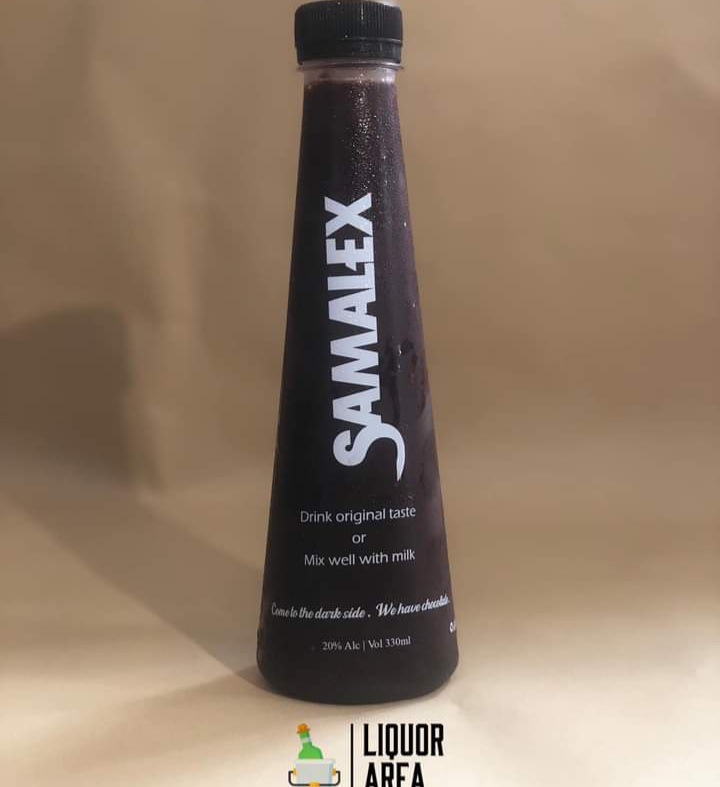 SAMALEX
Drink original taste
or
Mix well with milk
Come to the dark side. We have chocolate.
20% Alc | Vol 330ml
LIQUOR
AREA